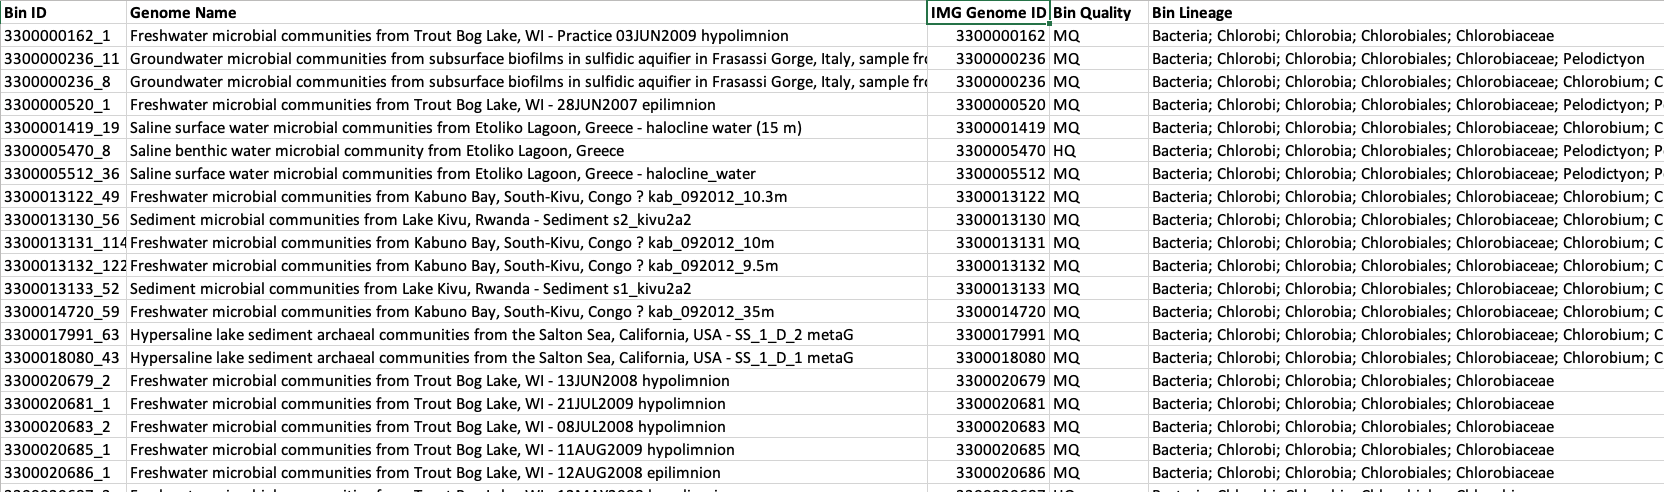 Bin ID Genome Name IMG Genome ID Bin Quality Bin Lineage
3300000162_1 Freshwater microbial communities from Trout Bog Lake, WI - Practice 03JUN2009 hypolimnion 3300000162 MQ Bacteria; Chlorobi; Chlorobia; Chlorobiales; Chlorobiaceae
3300000236_11 Groundwater microbial communities from subsurface biofilms in sulfidic aquifier in Frasassi Gorge, Italy, sample fro 3300000236 MQ Bacteria; Chlorobi; Chlorobia; Chlorobiales; Chlorobiaceae; Pelodictyon
3300000236_8 Groundwater microbial communities from subsurface biofilms in sulfidic aquifier in Frasassi Gorge, Italy, sample fro 3300000236 MQ Bacteria; Chlorobi; Chlorobia; Chlorobiales; Chlorobiaceae; Chlorobium; C
3300000520_1 Freshwater microbial communities from Trout Bog Lake, WI - 28JUN2007 epilimnion 3300000520 MQ Bacteria; Chlorobi; Chlorobia; Chlorobiales; Chlorobiaceae; Pelodictyon; P
3300001419_19 Saline surface water microbial communities from Etoliko Lagoon, Greece - halocline water (15 m) 3300001419 MQ Bacteria; Chlorobi; Chlorobia; Chlorobiales; Chlorobiaceae; Chlorobium; C
3300005470_8 Saline benthic water microbial community from Etoliko Lagoon, Greece 3300005470 HQ Bacteria; Chlorobi; Chlorobia; Chlorobiales; Chlorobiaceae; Pelodictyon; P
3300005512_36 Saline surface water microbial communities from Etoliko Lagoon, Greece - halocline_water 3300005512 MQ Bacteria; Chlorobi; Chlorobia; Chlorobiales; Chlorobiaceae; Pelodictyon; P
3300013122_49 Freshwater microbial communities from Kabuno Bay, South-Kivu, Congo ? kab_092012_10.3m 3300013122 MQ Bacteria; Chlorobi; Chlorobia; Chlorobiales; Chlorobiaceae; Chlorobium; C
3300013130_56 Sediment microbial communities from Lake Kivu, Rwanda - Sediment s2_kivu2a2 3300013130 MQ Bacteria; Chlorobi; Chlorobia; Chlorobiales; Chlorobiaceae; Chlorobium; C
3300013131_114 Freshwater microbial communities from Kabuno Bay, South-Kivu, Congo ? kab_092012_10m 3300013131 MQ Bacteria; Chlorobi; Chlorobia; Chlorobiales; Chlorobiaceae; Chlorobium; C
3300013132_122 Freshwater microbial communities from Kabuno Bay, South-Kivu, Congo ? kab_092012_9.5m 3300013132 MQ Bacteria; Chlorobi; Chlorobia; Chlorobiales; Chlorobiaceae; Chlorobium; C
3300013133_52 Sediment microbial communities from Lake Kivu, Rwanda - Sediment s1_kivu2a2 3300013133 MQ Bacteria; Chlorobi; Chlorobia; Chlorobiales; Chlorobiaceae; Chlorobium; C
3300014720_59 Freshwater microbial communities from Kabuno Bay, South-Kivu, Congo ? kab_092012_35m 3300014720 MQ Bacteria; Chlorobi; Chlorobia; Chlorobiales; Chlorobiaceae; Chlorobium; C
3300017991_63 Hypersaline lake sediment archaeal communities from the Salton Sea, California, USA - SS_1_D_2 metaG 3300017991 MQ Bacteria; Chlorobi; Chlorobia; Chlorobiales; Chlorobiaceae; Chlorobium; C
3300018080_43 Hypersaline lake sediment archaeal communities from the Salton Sea, California, USA - SS_1_D_1 metaG 3300018080 MQ Bacteria; Chlorobi; Chlorobia; Chlorobiales; Chlorobiaceae; Chlorobium; C
3300020679_2 Freshwater microbial communities from Trout Bog Lake, WI - 13JUN2008 hypolimnion 3300020679 MQ Bacteria; Chlorobi; Chlorobia; Chlorobiales; Chlorobiaceae
3300020681_1 Freshwater microbial communities from Trout Bog Lake, WI - 21JUL2009 hypolimnion 3300020681 MQ Bacteria; Chlorobi; Chlorobia; Chlorobiales; Chlorobiaceae
3300020683_2 Freshwater microbial communities from Trout Bog Lake, WI - 08JUL2008 hypolimnion 3300020683 MQ Bacteria; Chlorobi; Chlorobia; Chlorobiales; Chlorobiaceae
3300020685_1 Freshwater microbial communities from Trout Bog Lake, WI - 11AUG2009 hypolimnion 3300020685 MQ Bacteria; Chlorobi; Chlorobia; Chlorobiales; Chlorobiaceae
3300020686_1 Freshwater microbial communities from Trout Bog Lake, WI - 12AUG2008 epilimnion 3300020686 MQ Bacteria; Chlorobi; Chlorobia; Chlorobiales; Chlorobiaceae